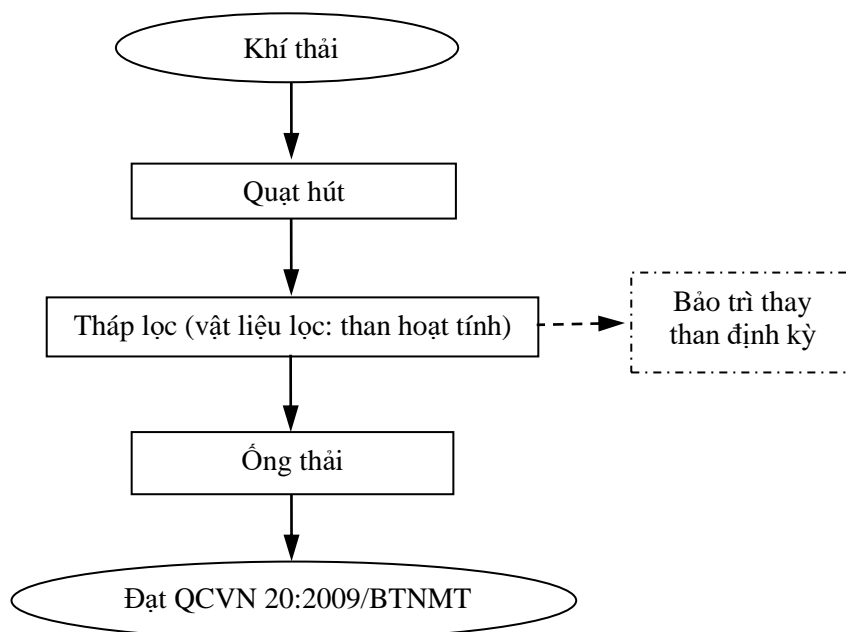 Khí thải
Quạt hút
Tháp lọc (vật liệu lọc: than hoạt tính)
Bảo trì thay
than định kỳ
Ống thải
Đạt QCVN 20:2009/BTNMT